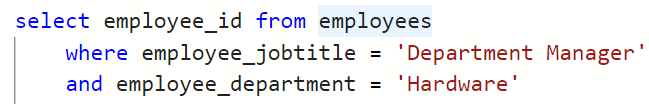 select employee_id from employees
where employee_jobtitle = 'Department Manager'
and employee_department = 'Hardware'